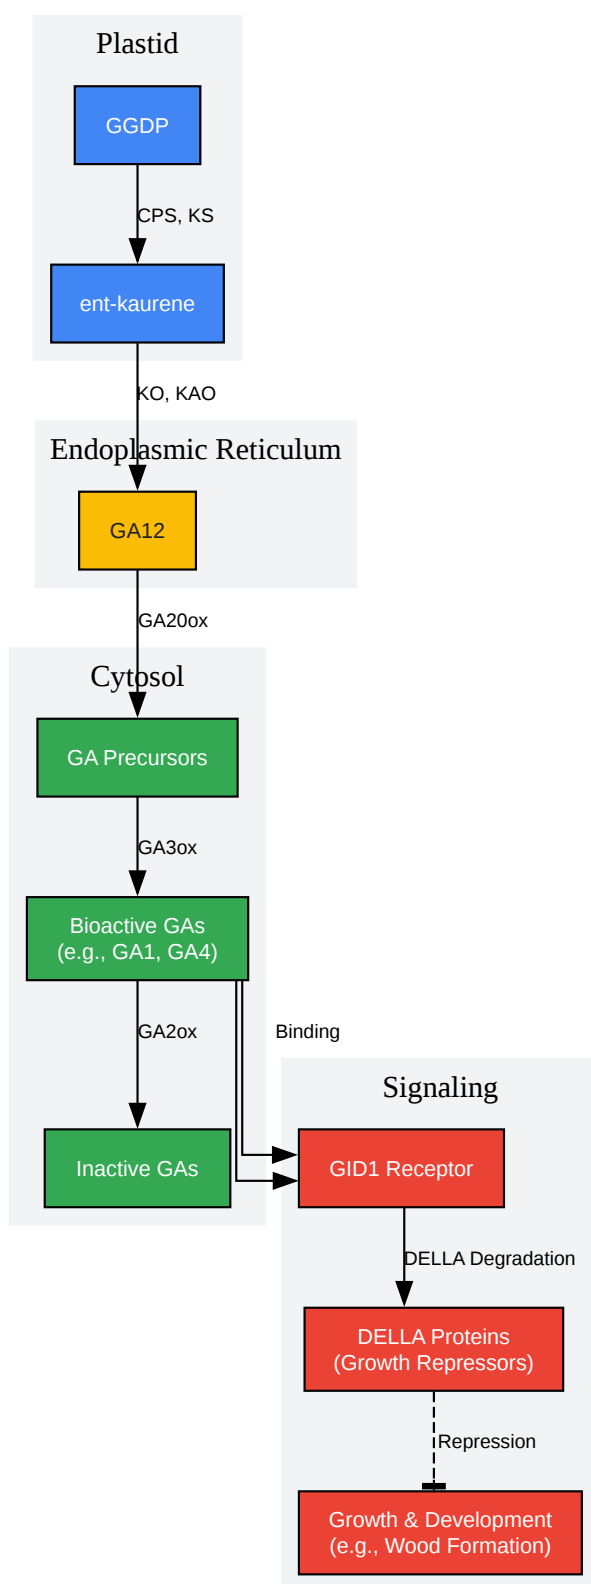 Plastid
GGDP
CPS, KS
ent-kaurene
KO, KAO
Endoplasmic Reticulum
GA12
GA20ox
Cytosol
GA Precursors
GA3ox
Bioactive GAs
(e.g., GA1, GA4)
GA2ox
Binding
Signaling
Inactive GAs
GID1 Receptor
DELLA Degradation
DELLA Proteins
(Growth Repressors)
Repression
Growth & Development
(e.g., Wood Formation)